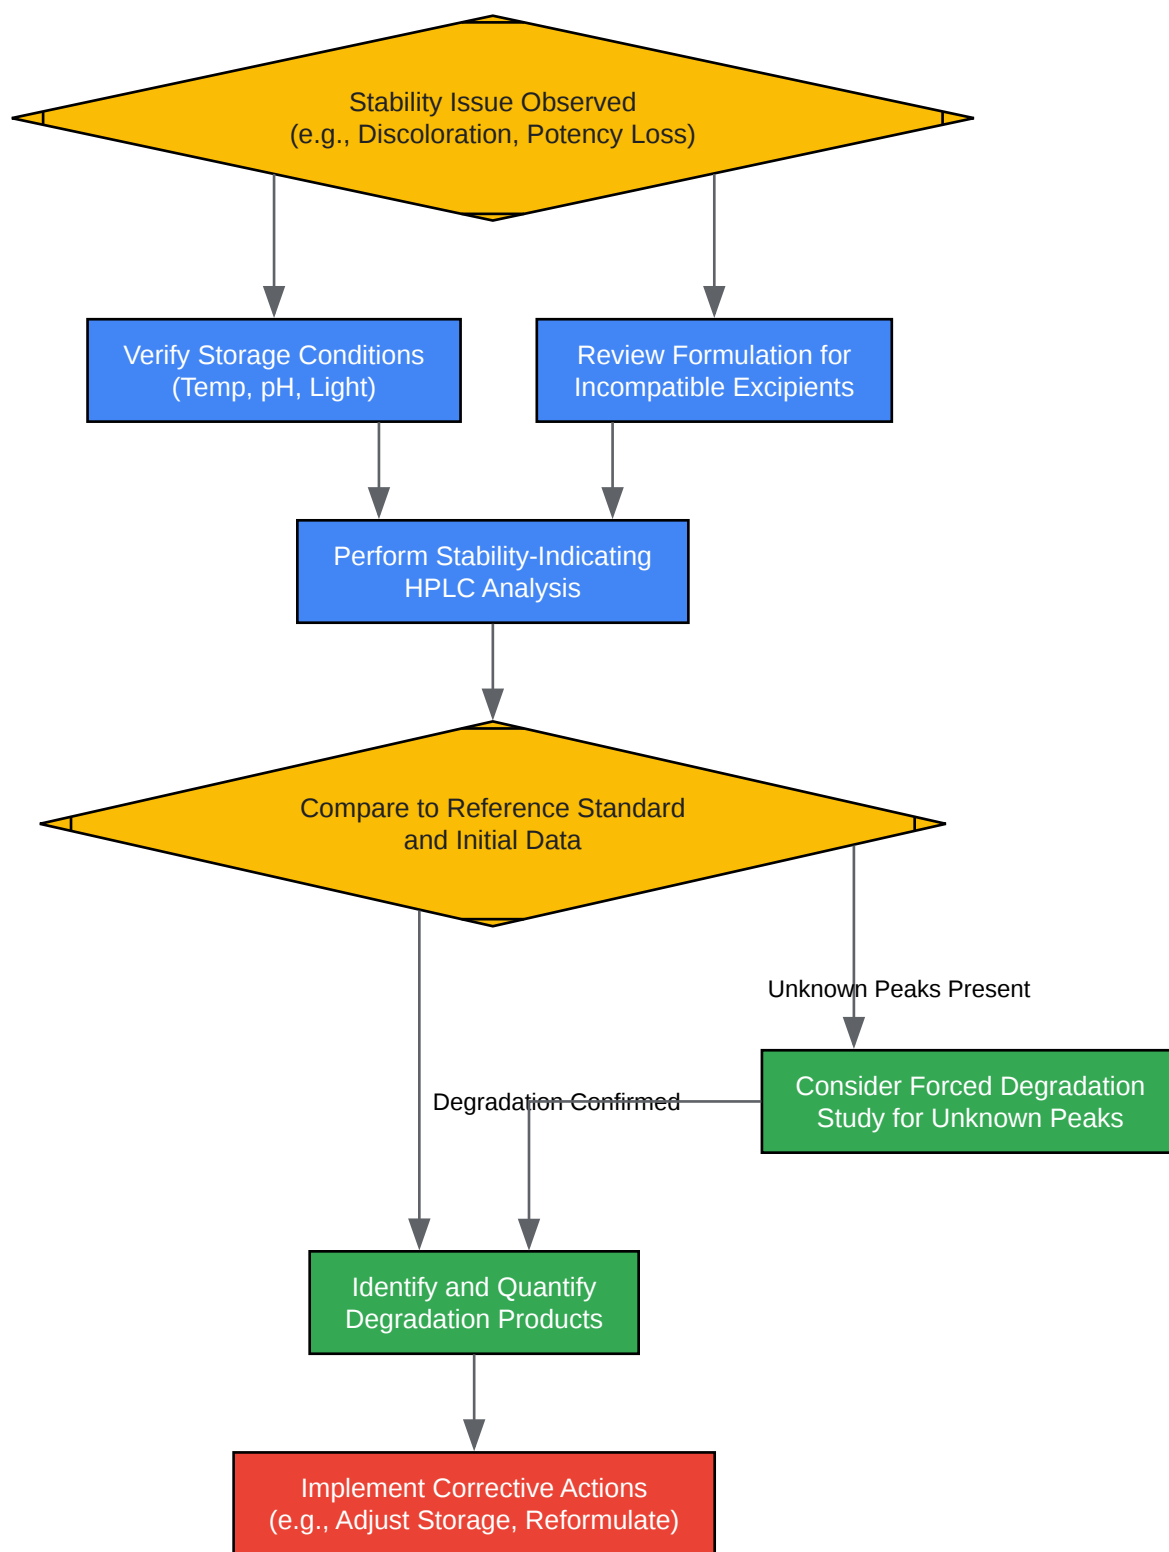 Stability Issue Observed
(e.g., Discoloration, Potency Loss)
Verify Storage Conditions
(Temp, pH, Light)
Review Formulation for
Incompatible Excipients
Perform Stability-Indicating
HPLC Analysis
Compare to Reference Standard
and Initial Data
Unknown Peaks Present
Degradation Confirmed
Consider Forced Degradation
Study for Unknown Peaks
Identify and Quantify
Degradation Products
Implement Corrective Actions
(e.g., Adjust Storage, Reformulate)